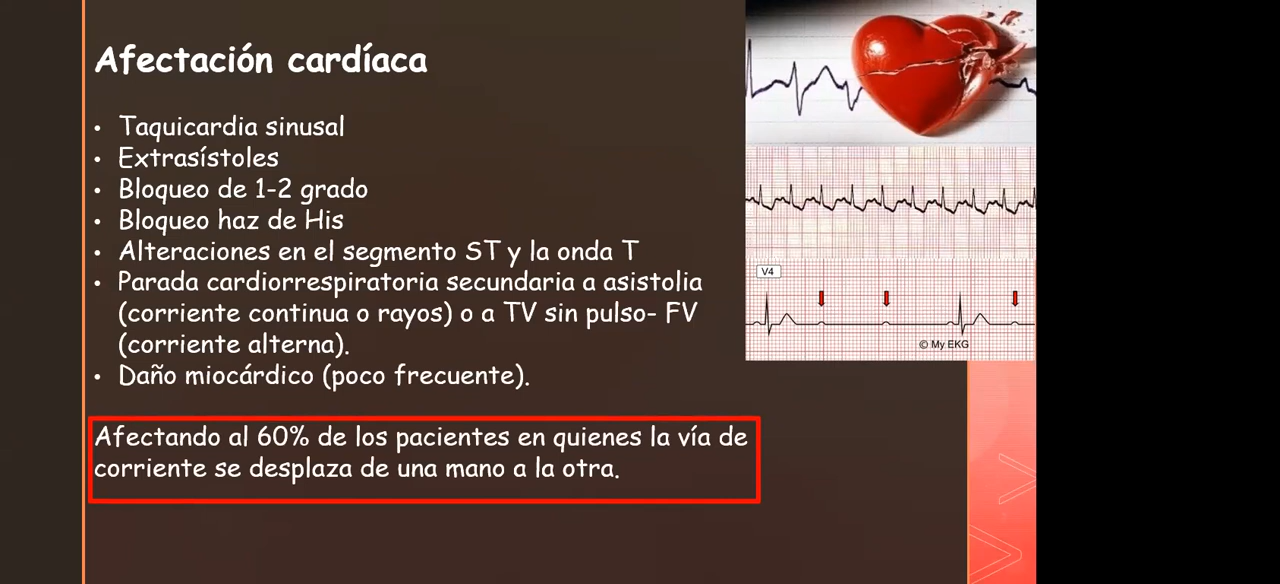 Afectación cardíaca
• Taquicardia sinusal
• Extrasístoles
• Bloqueo de 1-2 grado
• Bloqueo haz de His
• Alteraciones en el segmento ST y la onda T
• Parada cardiorrespiratoria secundaria a asistolia
(corriente continua o rayos) o a TV sin pulso- FV
(corriente alterna).
• Daño miocárdico (poco frecuente).
Afectando al 60% de los pacientes en quienes la vía de
corriente se desplaza de una mano a la otra.
V4
© My EKG